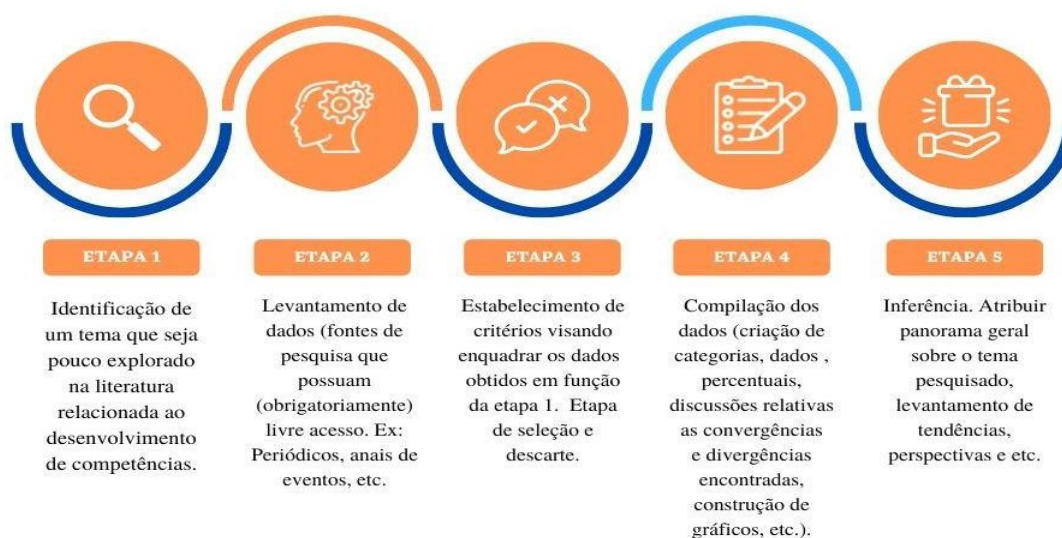 ETAPA 1
Identificação de
um tema que seja
pouco explorado
na literatura
relacionada ao
desenvolvimento
de competências.
ETAPA 2
Levantamento de
dados (fontes de
pesquisa que
possuam
(obrigatoriamente)
livre acesso. Ex:
Periódicos, anais de
eventos, etc.
ETAPA 3
Estabelecimento de
critérios visando
enquadrar os dados
obtidos em função
da etapa 1. Etapa
de seleção e
descarte.
ETAPA 4
Compilação dos
dados (criação de
categorias, dados ,
percentuais,
discussões relativas
as convergências
e divergências
encontradas,
construção de
gráficos, etc.).
ETAPA 5
Inferência. Atribuir
panorama geral
sobre o tema
pesquisado,
levantamento de
tendências,
perspectivas e etc.